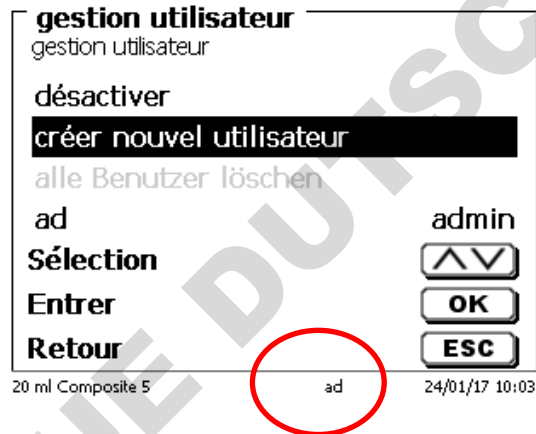 gestion utilisateur
gestion utilisateur
désactiver
créer nouvel utilisateur
alle Benutzer löschen
ad admin
Sélection
Entrer OK
Retour ESC
20 ml Composite 5 ad 24/01/17 10:03